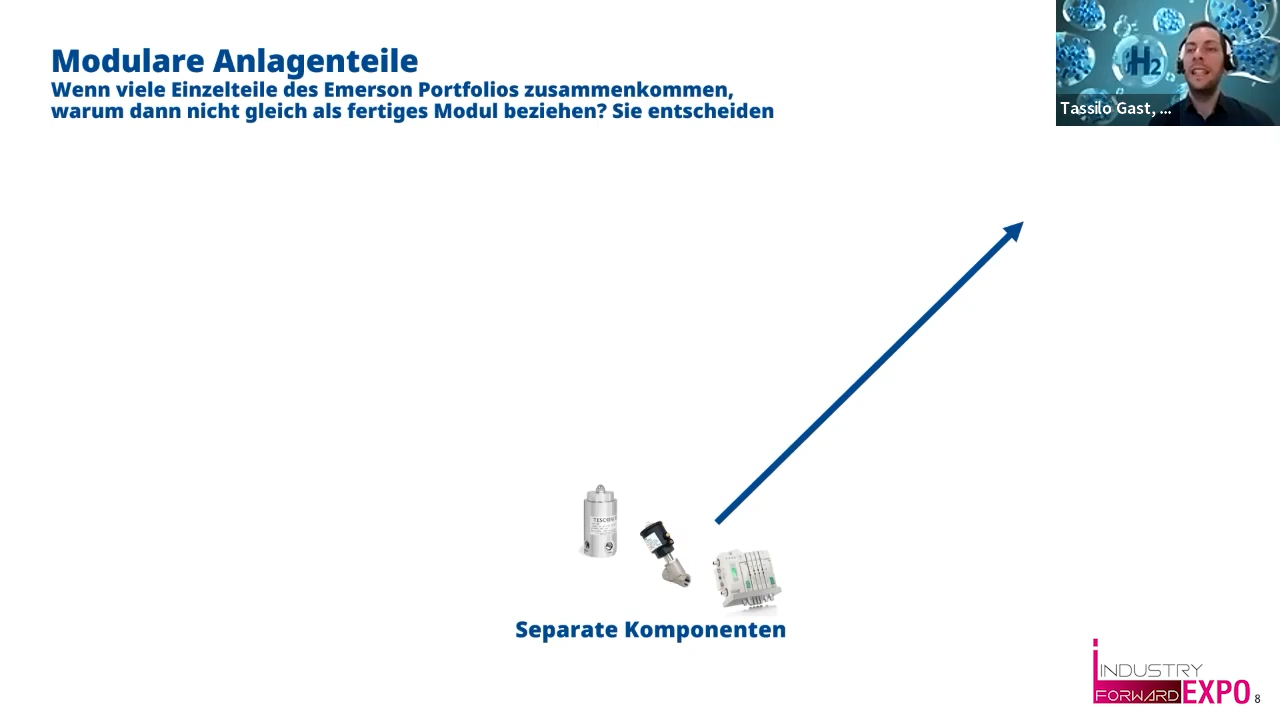 Modulare Anlagenteile
Wenn viele Einzelteile des Emerson Portfolios zusammenkommen,
warum dann nicht gleich als fertiges Modul beziehen? Sie entscheiden
H2
Tassilo Gast, ...
TESCOM
Separate Komponenten
INDUSTRY
FORWARD EXPO
8